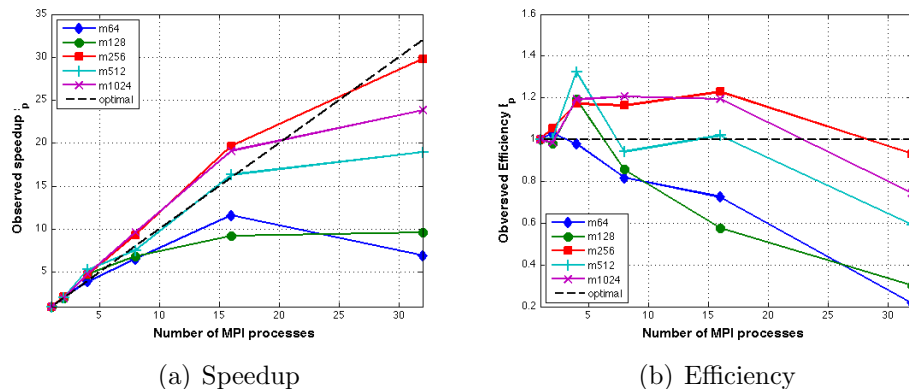 35
30
25
20
15
10
5
Observed speedup
p
m64
m128
m256
m512
m1024
optimal
5
10
15
20
25
30
Number of MPI processes
(a) Speedup
1.6
1.4
1.2
1.0
0.8
0.6
0.4
0.2
Obversved Efficiency
p
m64
m128
m256
m512
m1024
optimal
5
10
15
20
25
30
Number of MPI processes
(b) Efficiency